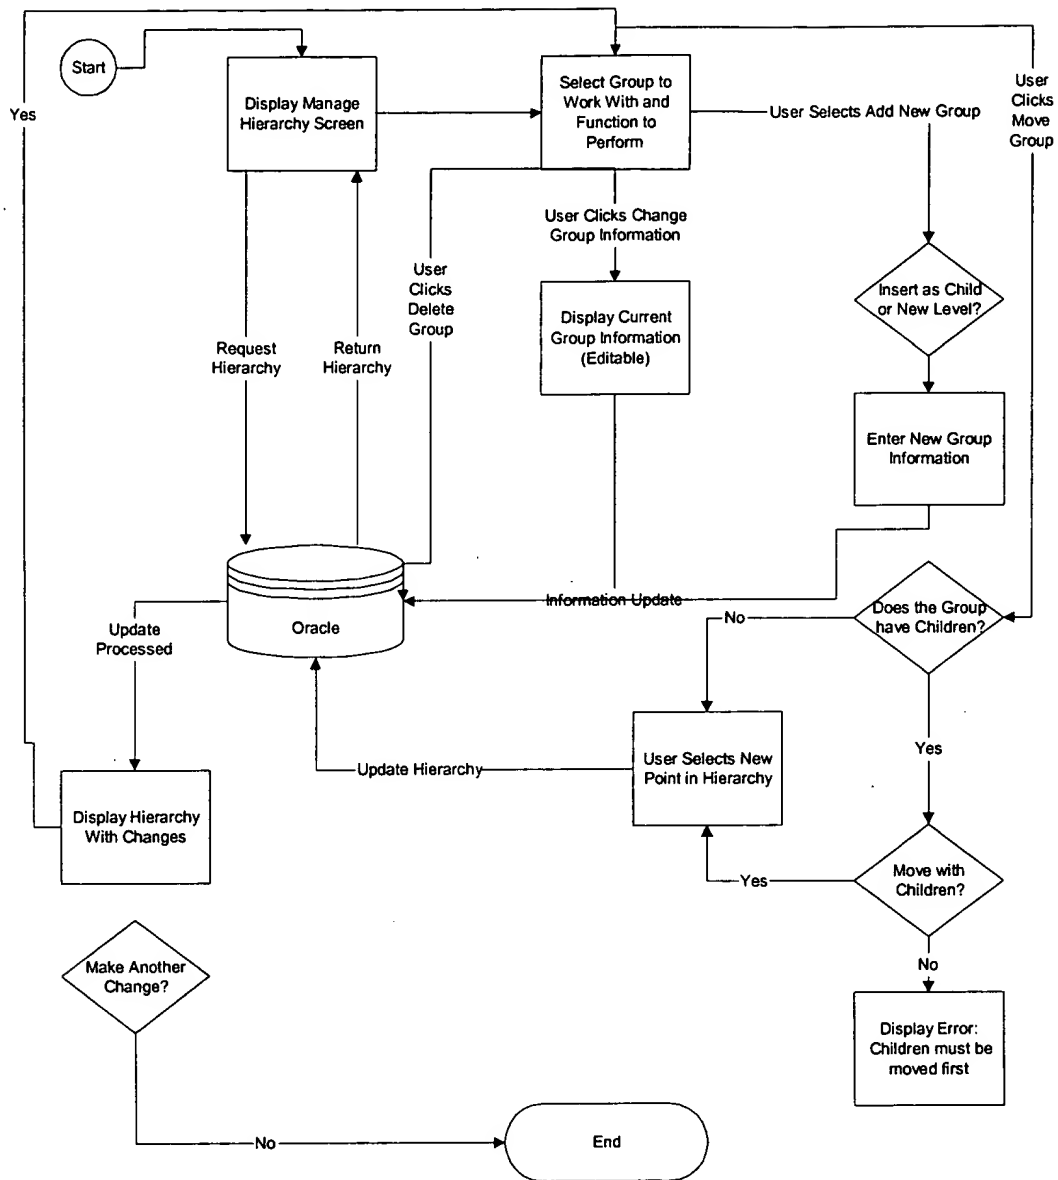 Start
Display Manage
Hierarchy Screen
Select Group to
Work With and
Function to
Perform
User Selects Add New Group
User
Clicks
Move
Group
Yes
User Clicks Change
Group Information
User
Clicks
Delete
Group
Insert as Child
or New Level?
Display Current
Group Information
(Editable)
Request
Hierarchy
Return
Hierarchy
Enter New Group
Information
Information Update
Oracle
Does the Group
have Children?
No
Update
Processed
Yes
User Selects New
Point in Hierarchy
Update Hierarchy
Display Hierarchy
With Changes
Move with
Children?
Yes
No
Make Another
Change?
Display Error:
Children must be
moved first
No
End